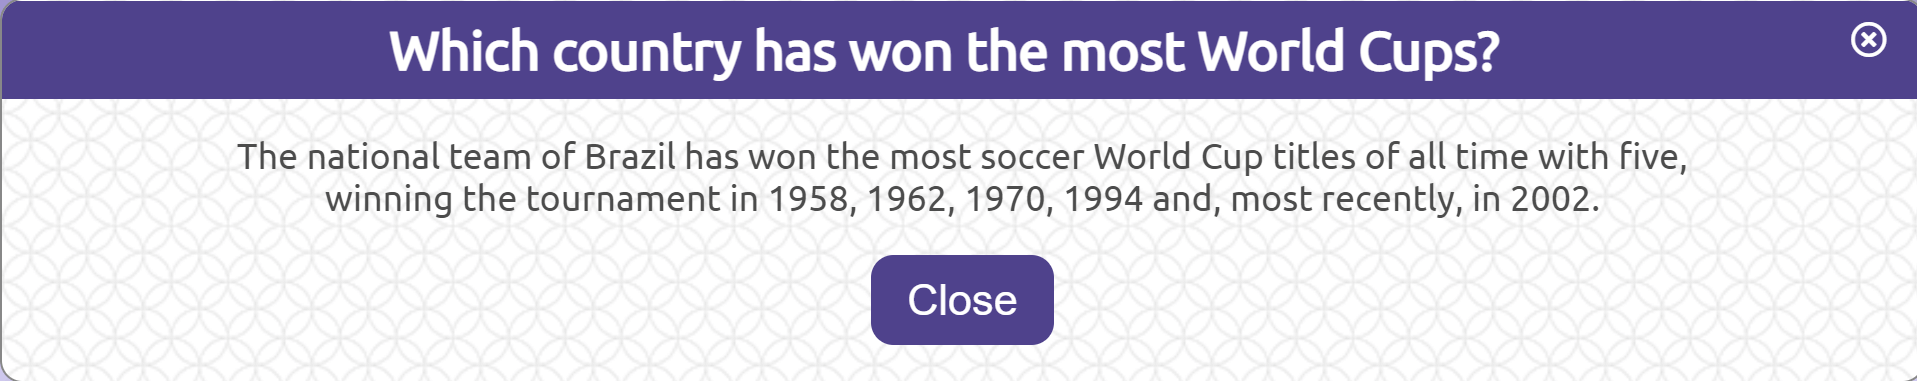 Which country has won the most World Cups?
The national team of Brazil has won the most soccer World Cup titles of all time with five,
winning the tournament in 1958, 1962, 1970, 1994 and, most recently, in 2002.
Close